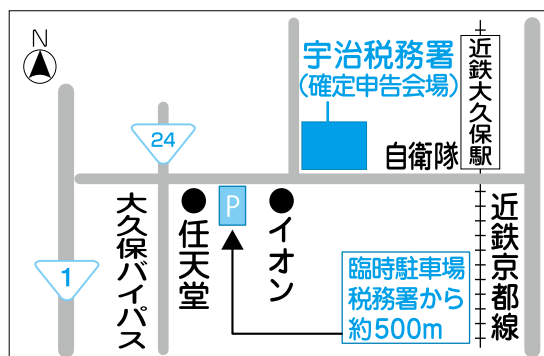 N
宇治税務署
(確定申告会場)
近鉄大久保駅
24
自衛隊
P
1
大久保バイパス
任天堂
イオン
近鉄京都線
臨時駐車場
税務署から
約500m